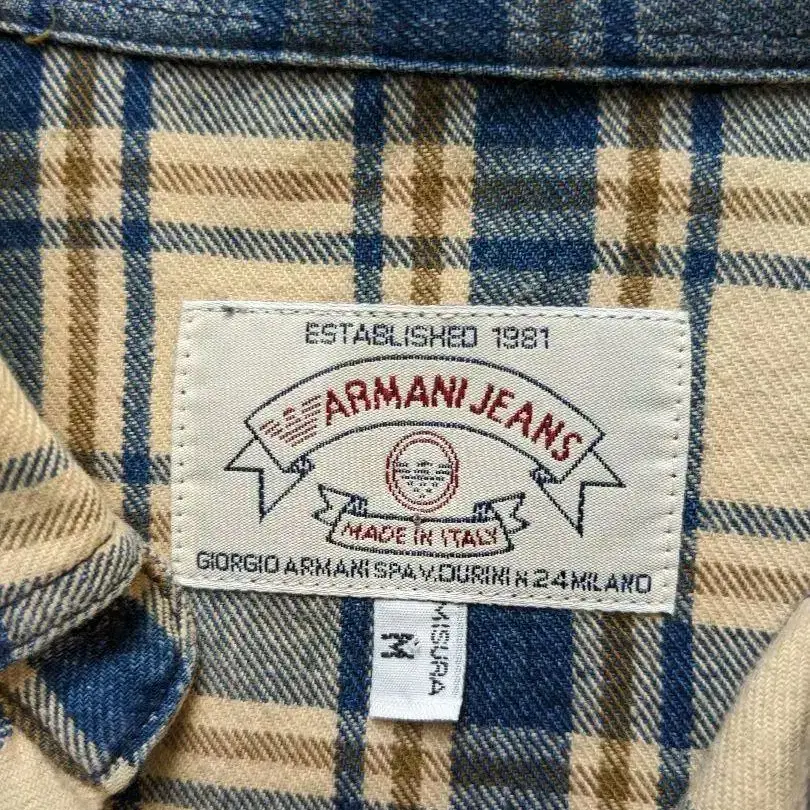 ESTABLISHED 1981
ARMANI JEANS
MADE IN ITALY
GIORGIO ARMANI SPA V.DURINI N 24 MILANO
MISURA
M